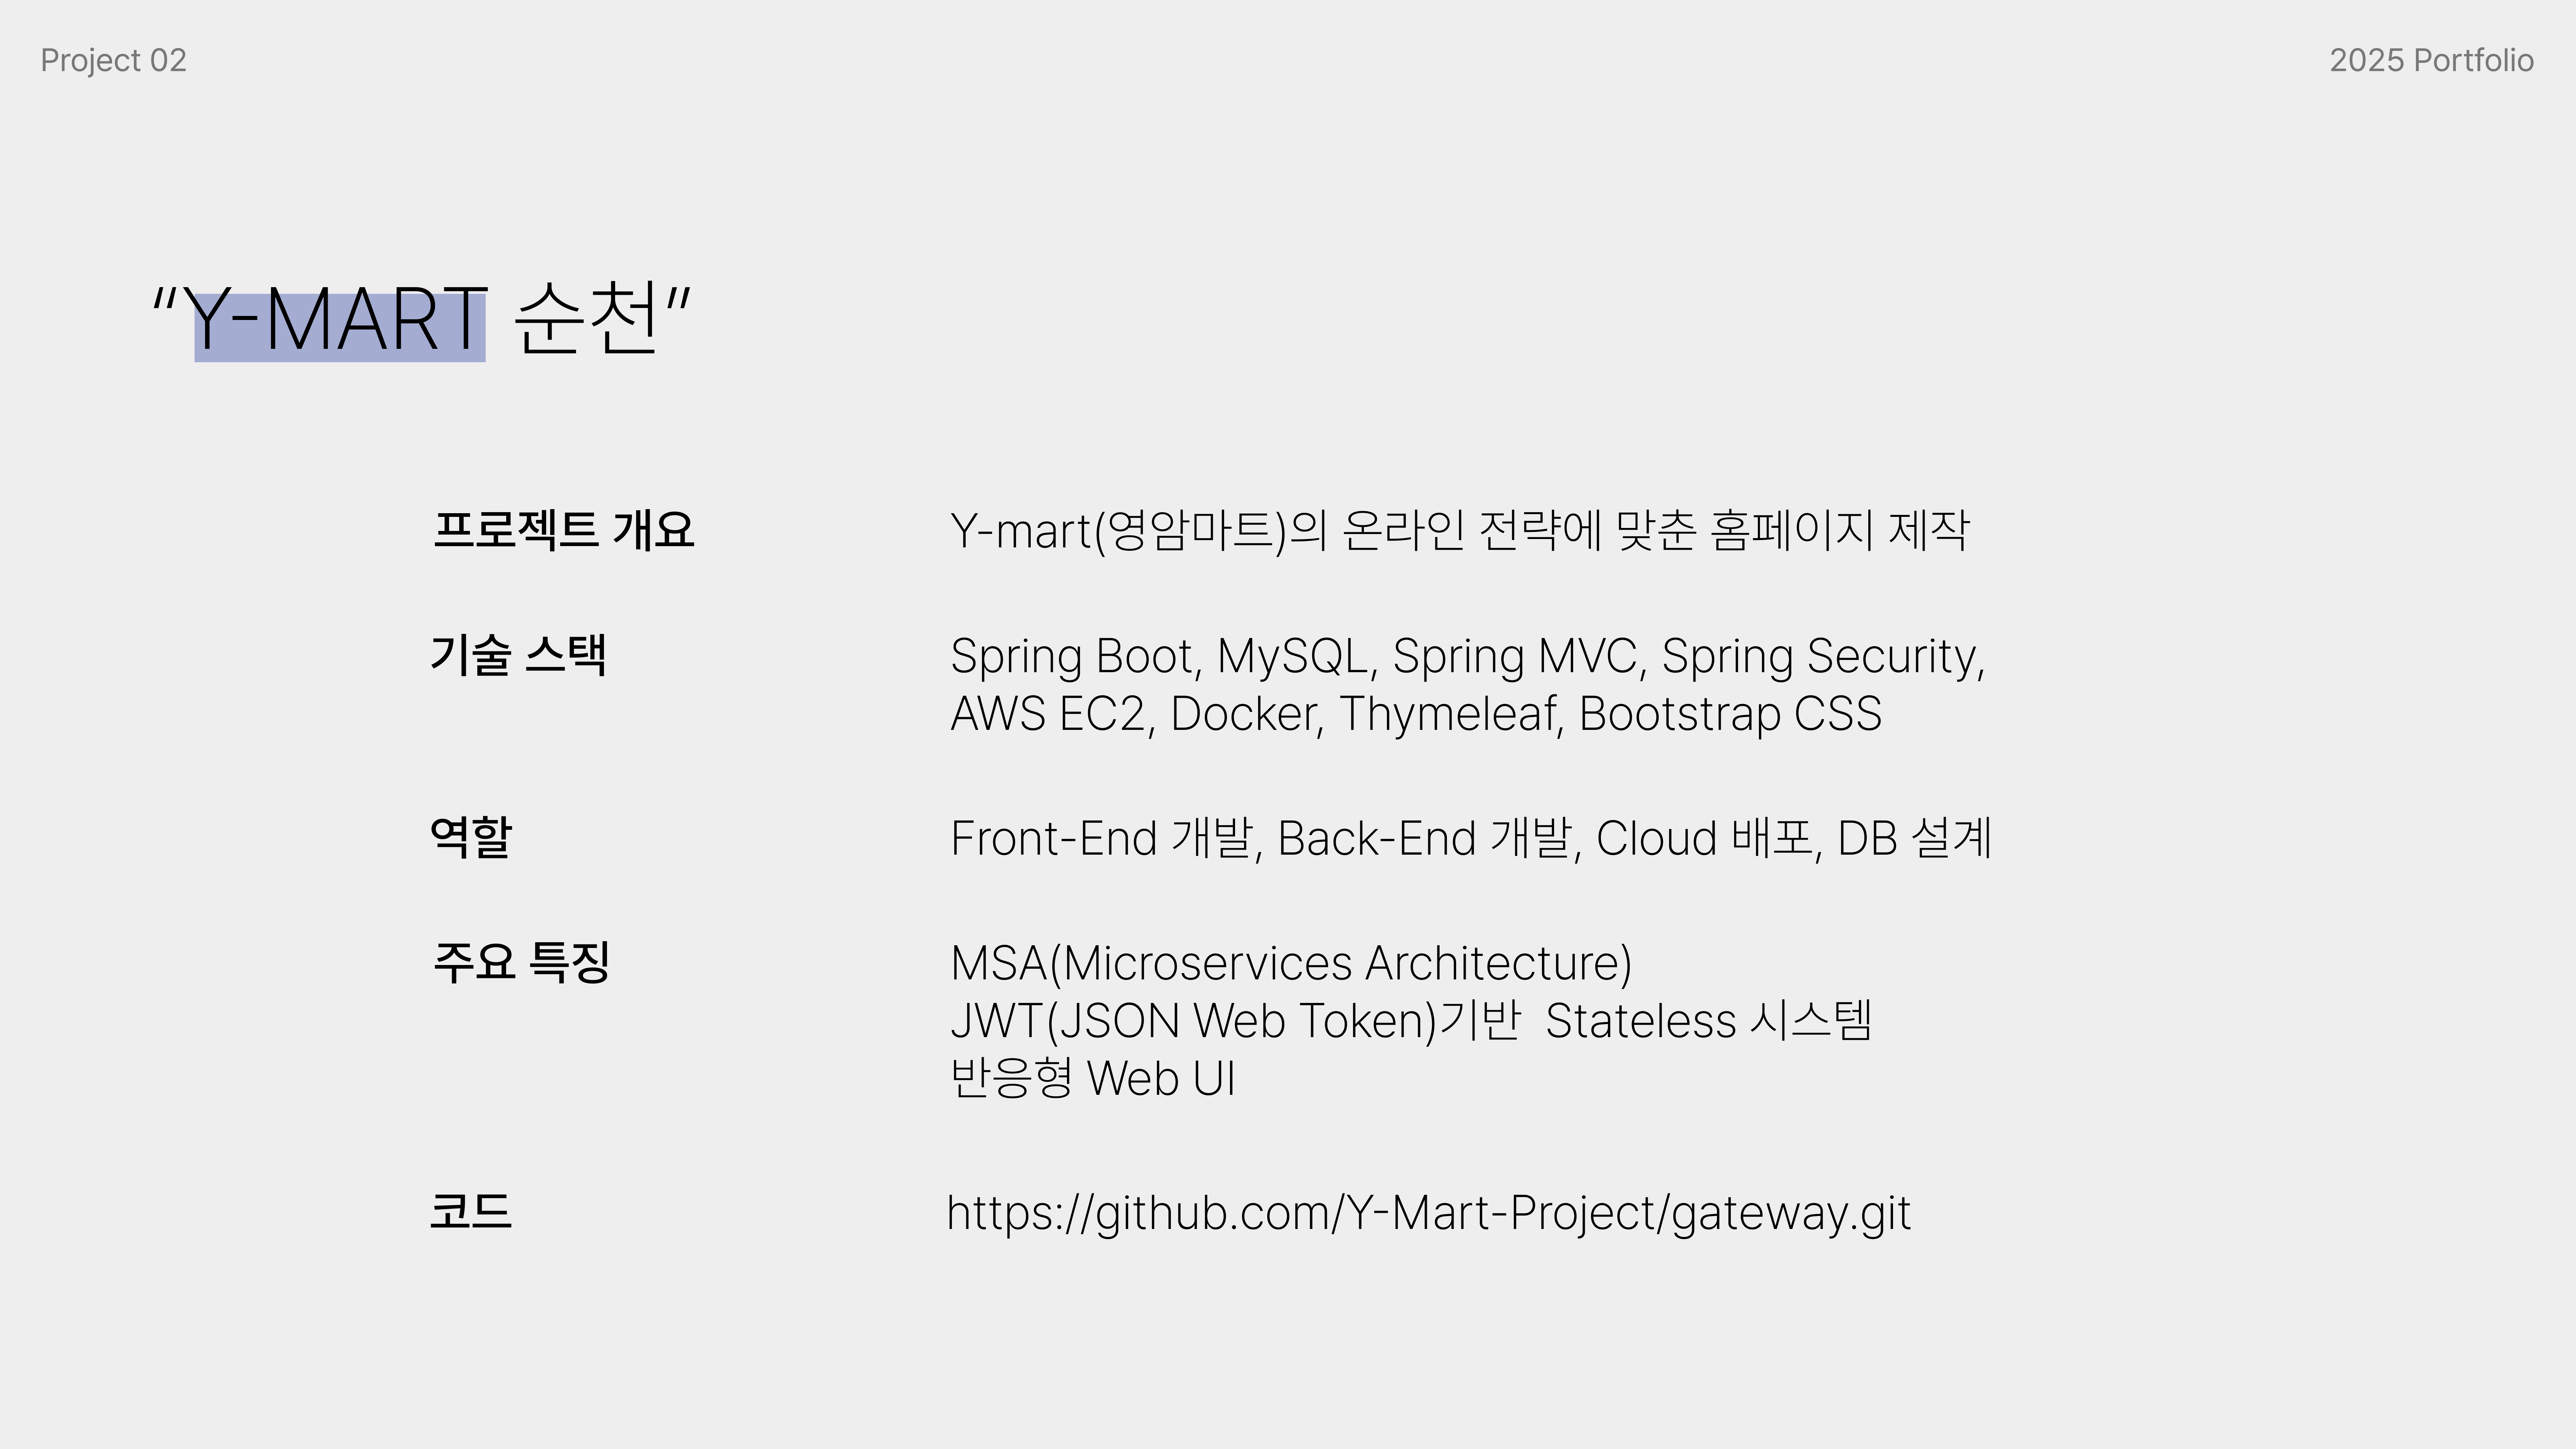 Project 02
2025 Portfolio
“Y-MART 순천”
프로젝트 개요
Y-mart(영암마트)의 온라인 전략에 맞춘 홈페이지 제작
기술 스택
Spring Boot, MySQL, Spring MVC, Spring Security,
AWS EC2, Docker, Thymeleaf, Bootstrap CSS
역할
Front-End 개발, Back-End 개발, Cloud 배포, DB 설계
주요 특징
MSA(Microservices Architecture)
JWT(JSON Web Token)기반  Stateless 시스템
반응형 Web UI
코드
https://github.com/Y-Mart-Project/gateway.git